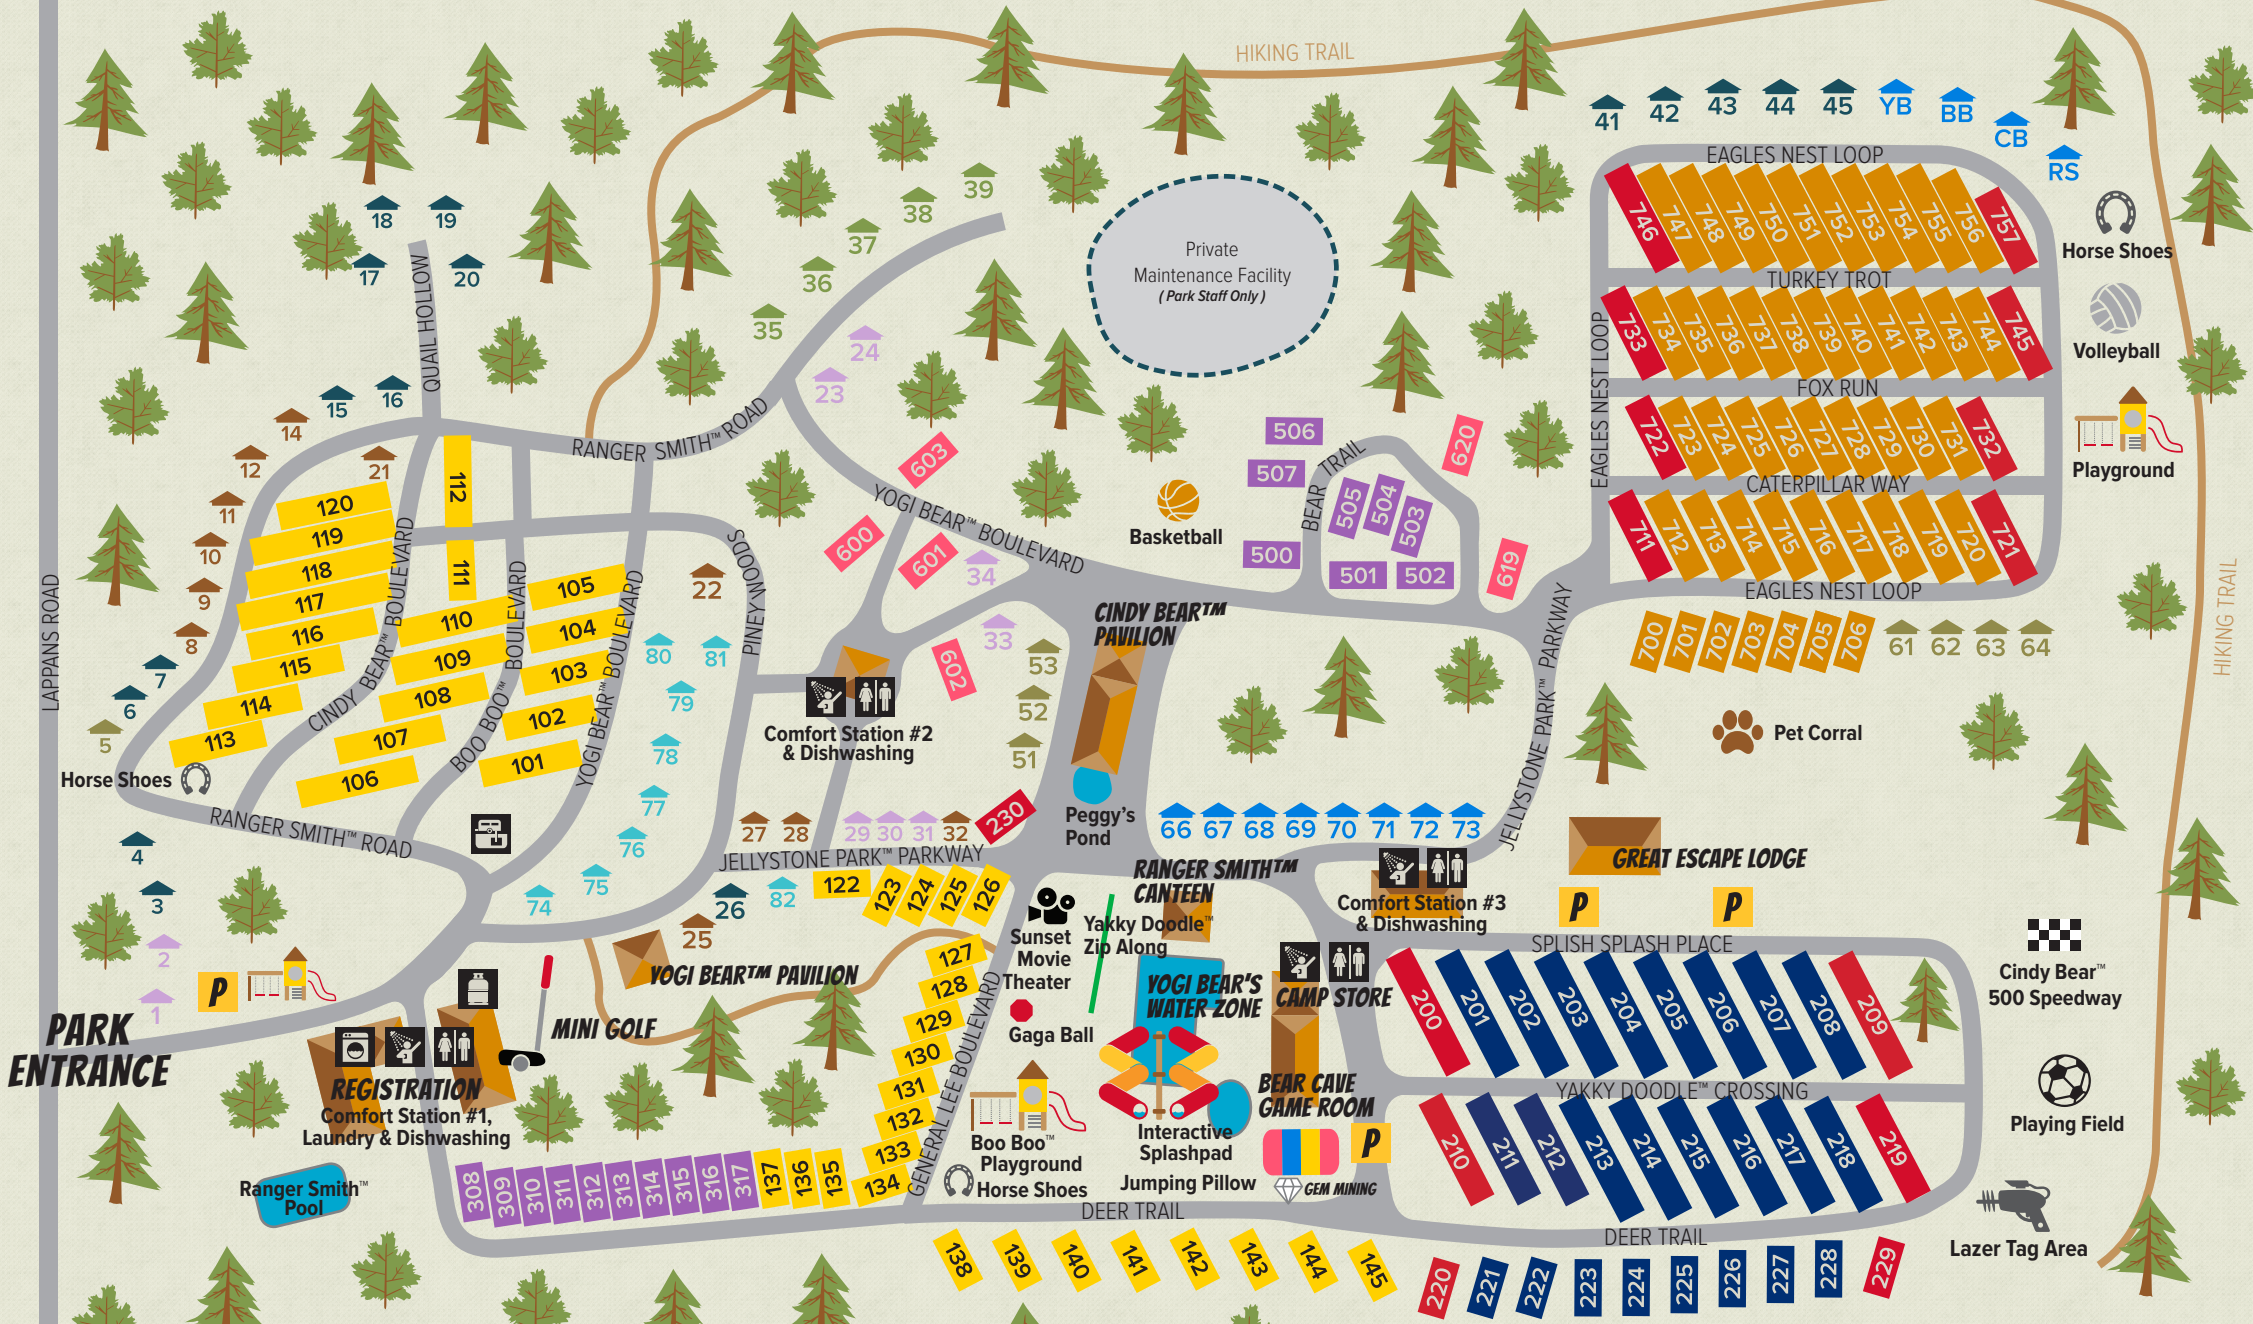 HIKING TRAIL
41
42
43
44
45
YB
BB
CB
RS
EAGLES NEST LOOP
746
747
748
749
750
751
752
753
754
755
756
757
Horse Shoes
TURKEY TROT
733
734
735
736
737
738
739
740
741
742
743
744
745
Volleyball
FOX RUN
EAGLES NEST LOOP
722
723
724
725
726
727
728
729
730
731
732
Playground
CATERPILLAR WAY
711
712
713
714
715
716
717
718
719
720
721
EAGLES NEST LOOP
700
701
702
703
704
705
706
61
62
63
64
HIKING TRAIL
Pet Corral
Private
Maintenance Facility
( Park Staff Only )
39
38
37
36
35
24
23
18
19
17
20
QUAIL HOLLOW
16
15
14
12
21
11
10
9
8
7
6
5
RANGER SMITH™ ROAD
112
111
120
119
118
117
116
115
114
113
CINDY BEAR™ BOULEVARD
110
109
108
107
106
BOO BOO™ BOULEVARD
105
104
103
102
101
YOGI BEAR™ BOULEVARD
LAPPANS ROAD
Horse Shoes
RANGER SMITH™ ROAD
4
3
2
1
P
PARK
ENTRANCE
22
PINEY WOODS
80
81
79
78
77
76
75
74
603
600
601
602
YOGI BEAR™ BOULEVARD
34
33
53
52
51
Comfort Station #2
& Dishwashing
Basketball
506
507
500
BEAR TRAIL
505
504
503
501
502
620
619
CINDY BEAR™
PAVILION
Peggy's
Pond
JELLYSTONE PARK™ PARKWAY
66
67
68
69
70
71
72
73
27
28
29
30
31
32
230
JELLYSTONE PARK™ PARKWAY
122
123
124
125
126
26
82
25
YOGI BEAR™ PAVILION
MINI GOLF
REGISTRATION
Comfort Station #1,
Laundry & Dishwashing
Ranger Smith™
Pool
127
128
129
130
131
132
133
134
GENERAL LEE BOULEVARD
308
309
310
311
312
313
314
315
316
317
137
136
135
Sunset
Movie
Theater
Yakky Doodle™
Zip Along
Gaga Ball
Boo Boo™
Playground
Horse Shoes
RANGER SMITH™
CANTEEN
YOGI BEAR'S
WATER ZONE
CAMP STORE
BEAR CAVE
GAME ROOM
Interactive
Splashpad
Jumping Pillow
GEM MINING
P
Comfort Station #3
& Dishwashing
GREAT ESCAPE LODGE
P
P
SPLISH SPLASH PLACE
200
201
202
203
204
205
206
207
208
209
YAKKY DOODLE™ CROSSING
210
211
212
213
214
215
216
217
218
219
DEER TRAIL
DEER TRAIL
138
139
140
141
142
143
144
145
220
221
222
223
224
225
226
227
228
229
Cindy Bear™
500 Speedway
Playing Field
Lazer Tag Area